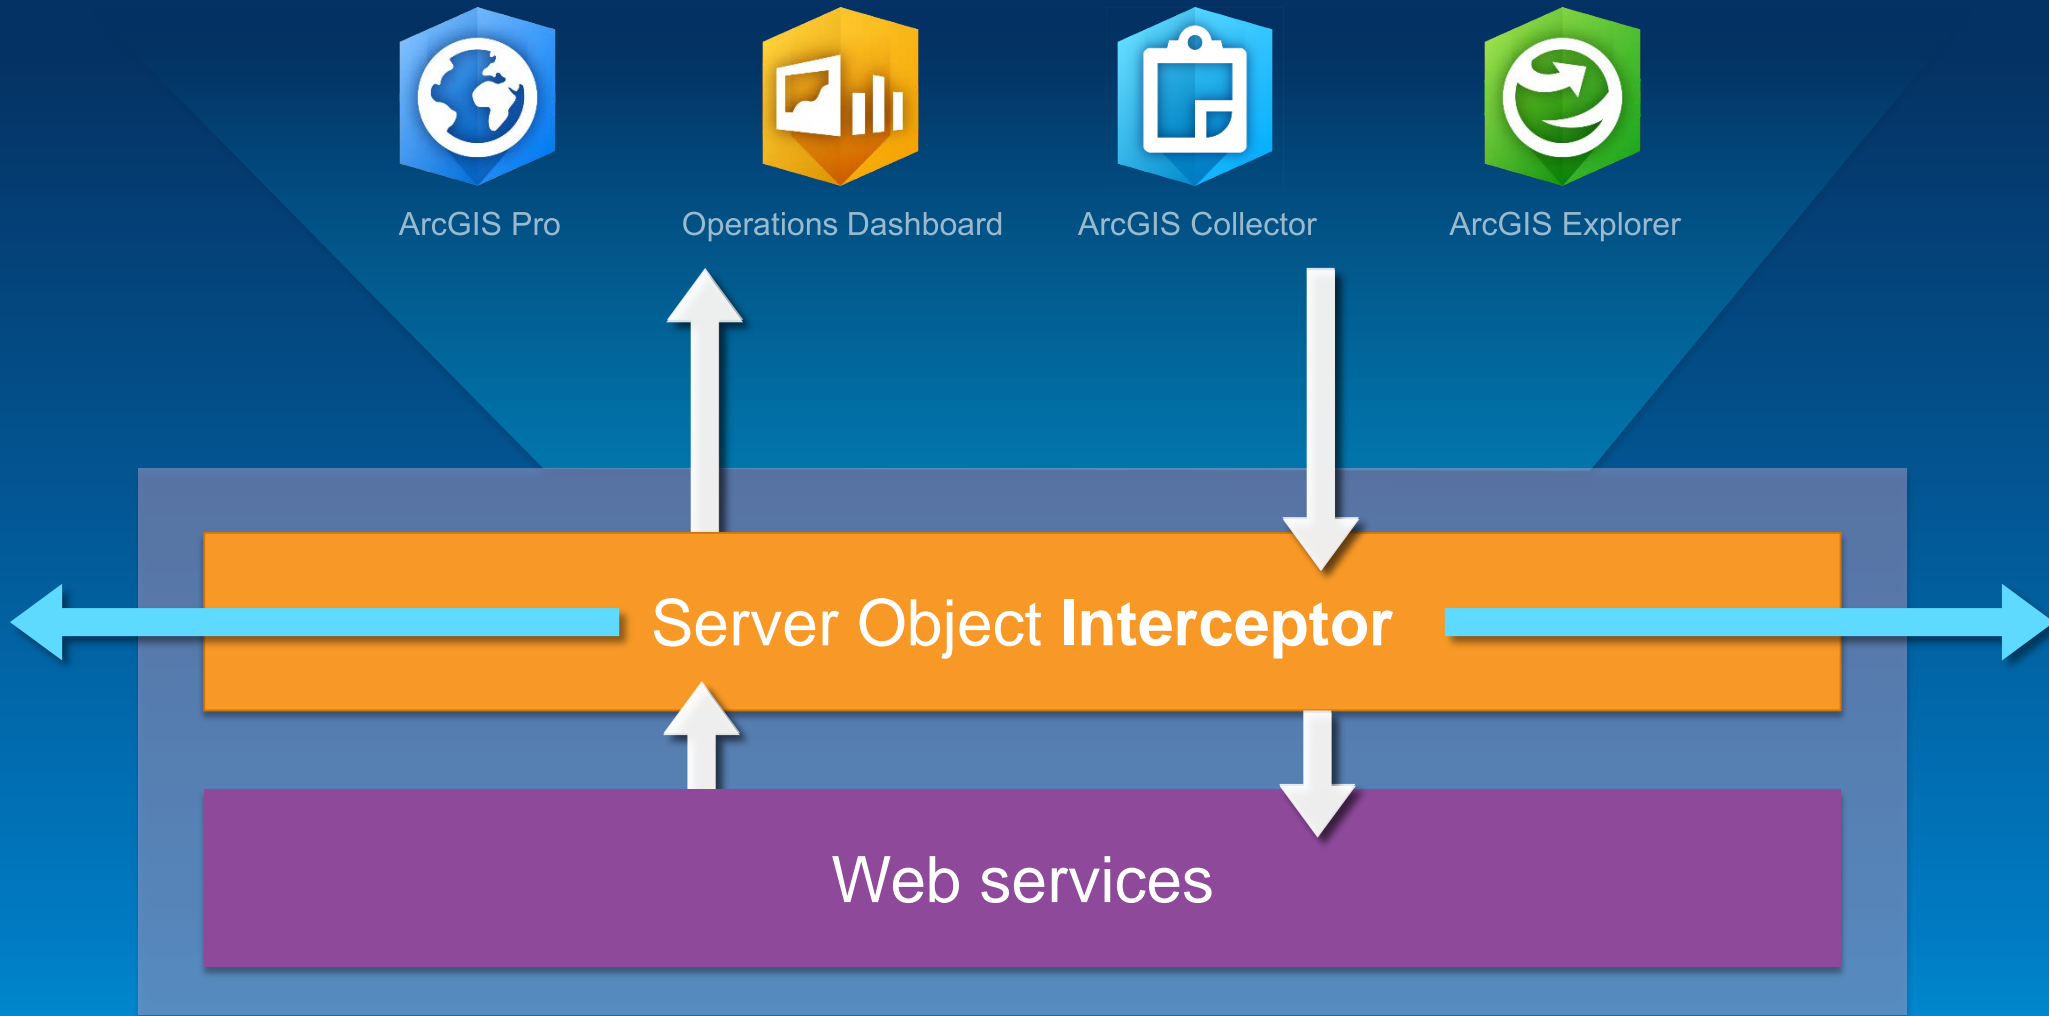 ArcGIS Pro
Operations Dashboard
ArcGIS Collector
ArcGIS Explorer
Server Object Interceptor
Web services